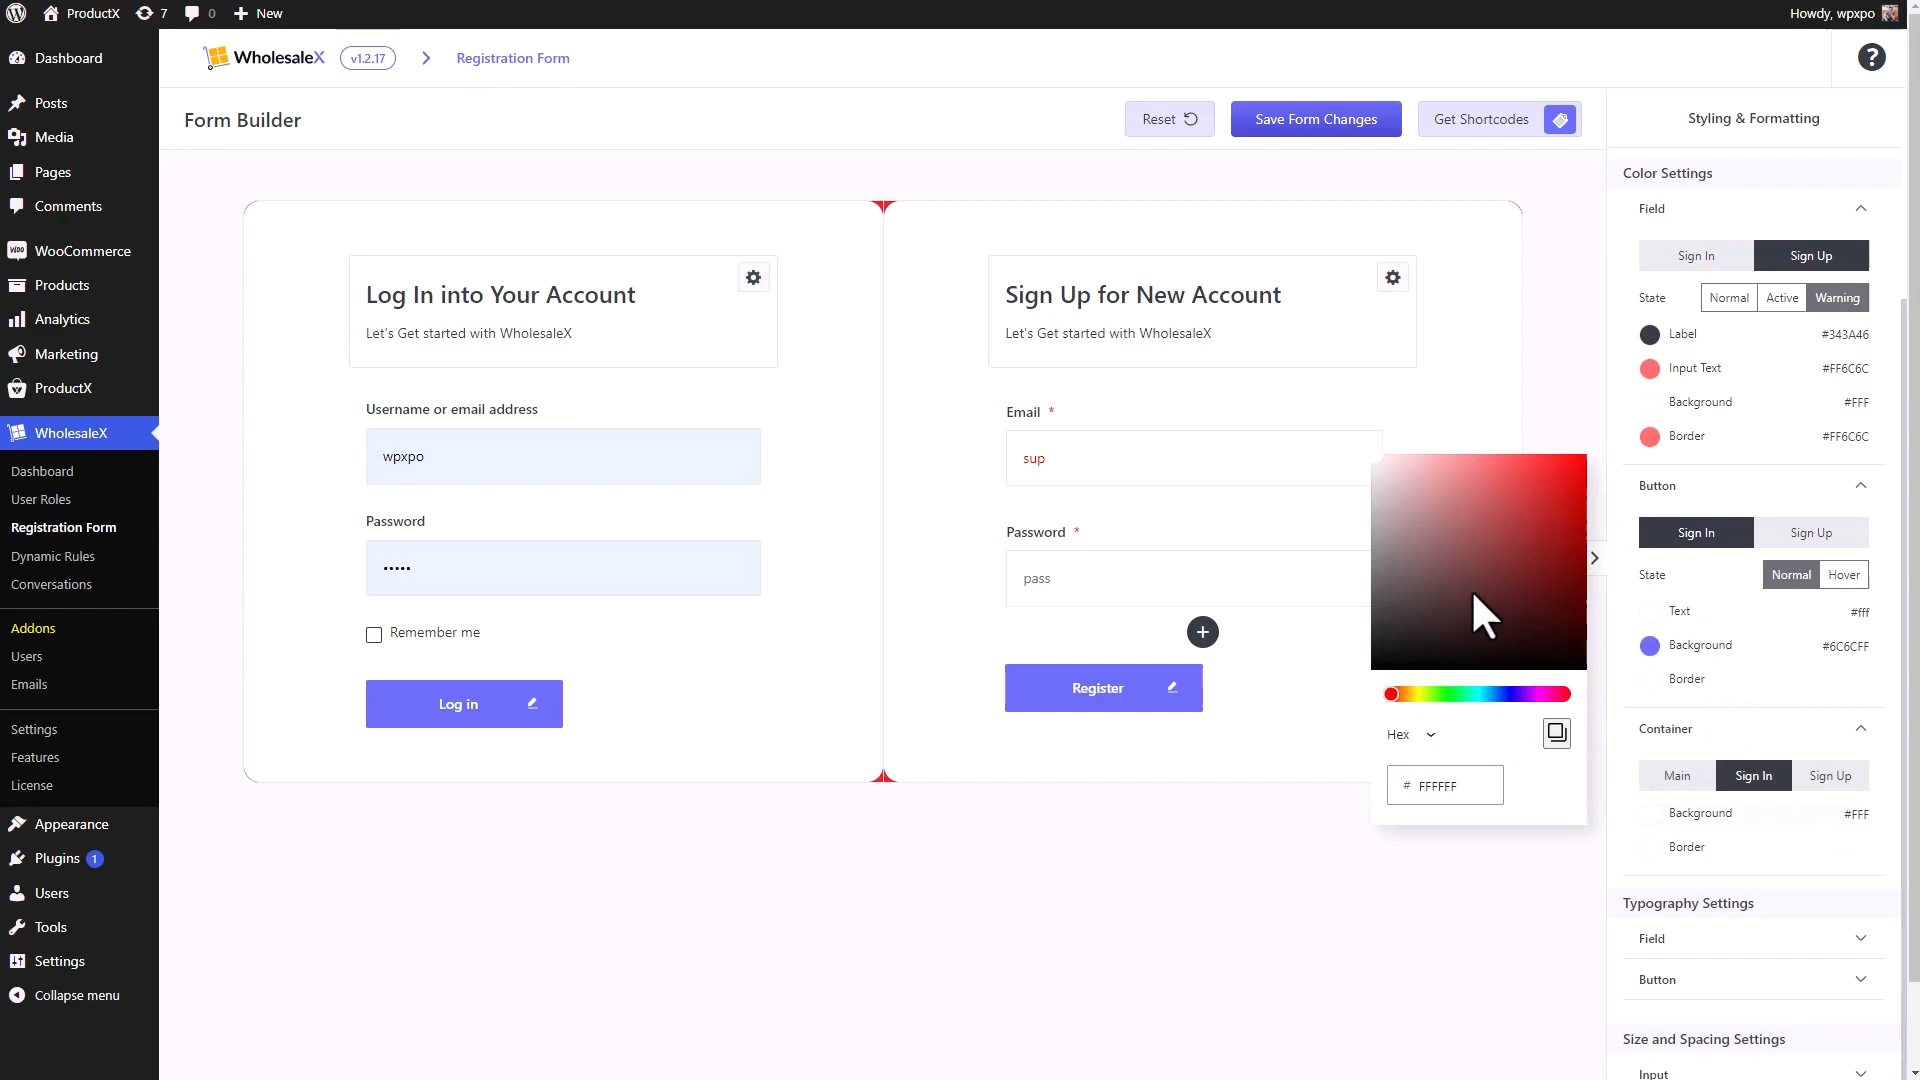 ProductX
7
0
New
Howdy, wpxpo
Dashboard
Posts
Media
Pages
Comments
WooCommerce
Products
Analytics
Marketing
ProductX
WholesaleX
Dashboard
User Roles
Registration Form
Dynamic Rules
Conversations
Addons
Users
Emails
Settings
Features
License
Appearance
Plugins 1
Users
Tools
Settings
Collapse menu
WholesaleX
v1.2.17
Registration Form
?
Form Builder
Reset
Save Form Changes
Get Shortcodes
Log In into Your Account
Let's Get started with WholesaleX
Username or email address
wpxpo
Password
Remember me
Log in
Sign Up for New Account
Let's Get started with WholesaleX
Email *
sup
Password *
pass
Register
Hex
# FFFFFF
Styling & Formatting
Color Settings
Field
Sign In
Sign Up
State
Normal
Active
Warning
Label
#343A46
Input Text
#FF6C6C
Background
#FFF
Border
#FF6C6C
Button
Sign In
Sign Up
State
Normal
Hover
Text
#fff
Background
#6C6CFF
Border
Container
Main
Sign In
Sign Up
Background
#FFF
Border
Typography Settings
Field
Button
Size and Spacing Settings
Input